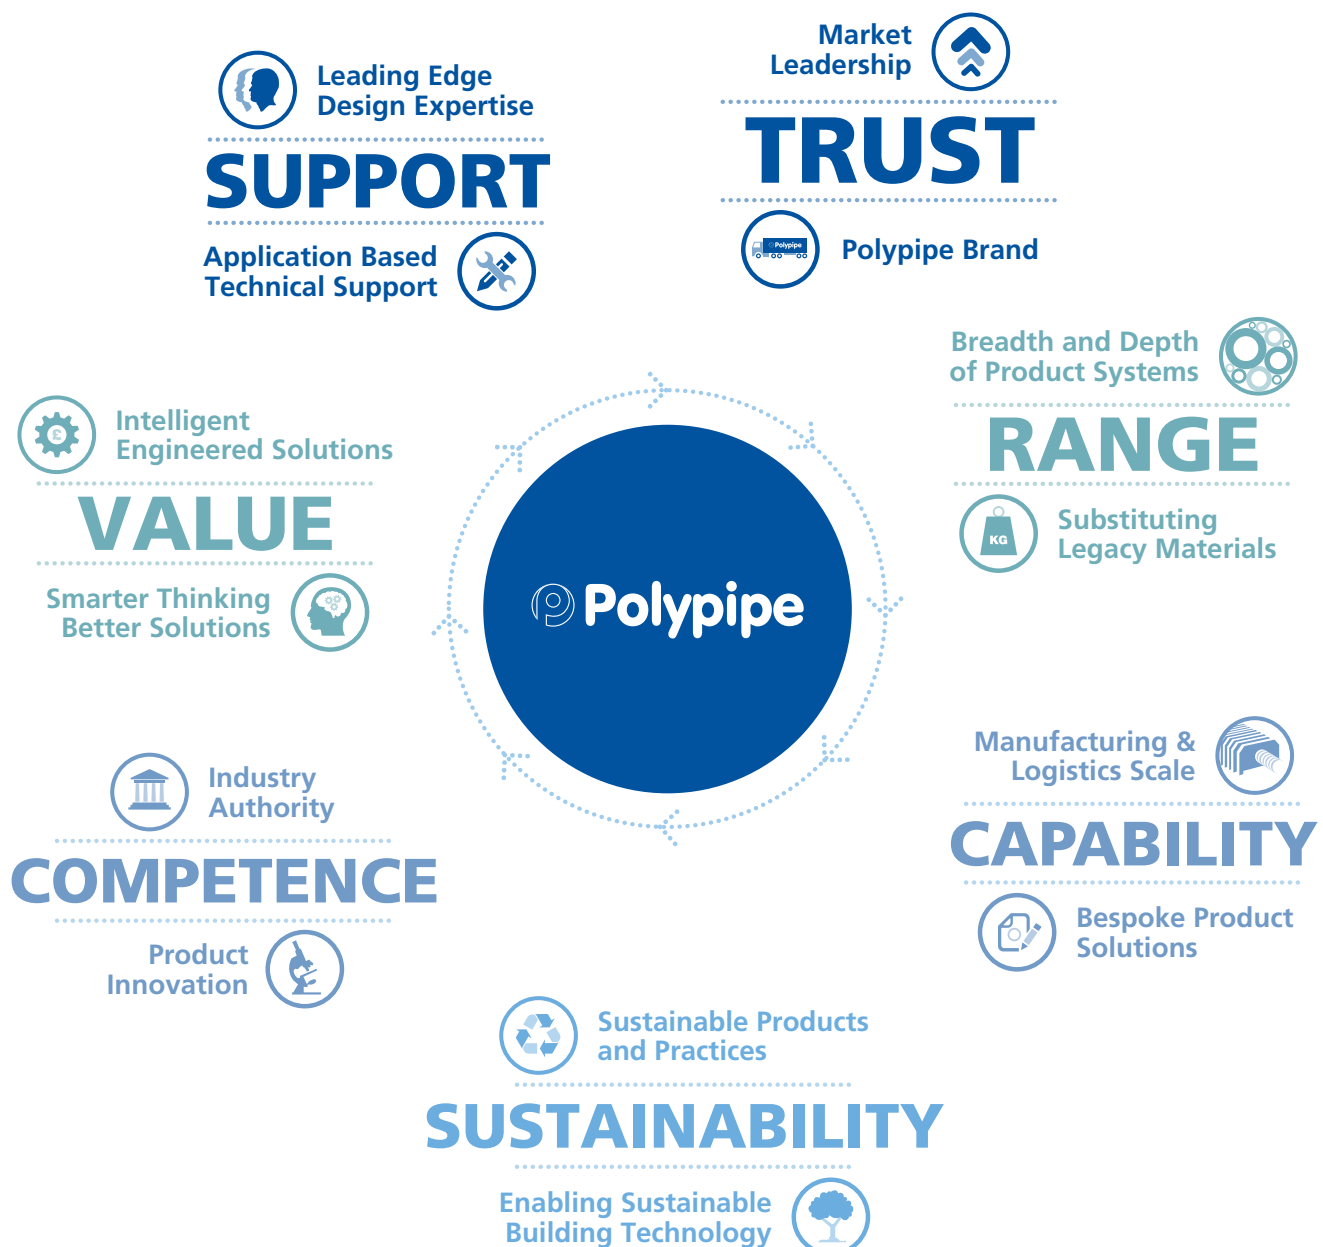 Leading Edge
Design Expertise
SUPPORT
Application Based
Technical Support
Market
Leadership
TRUST
Polypipe
Polypipe Brand
Breadth and Depth
of Product Systems
RANGE
KG
Substituting
Legacy Materials
£
Intelligent
Engineered Solutions
VALUE
Smarter Thinking
Better Solutions
Polypipe
Manufacturing &
Logistics Scale
CAPABILITY
Bespoke Product
Solutions
Industry
Authority
COMPETENCE
Product
Innovation
Sustainable Products
and Practices
SUSTAINABILITY
Enabling Sustainable
Building Technology